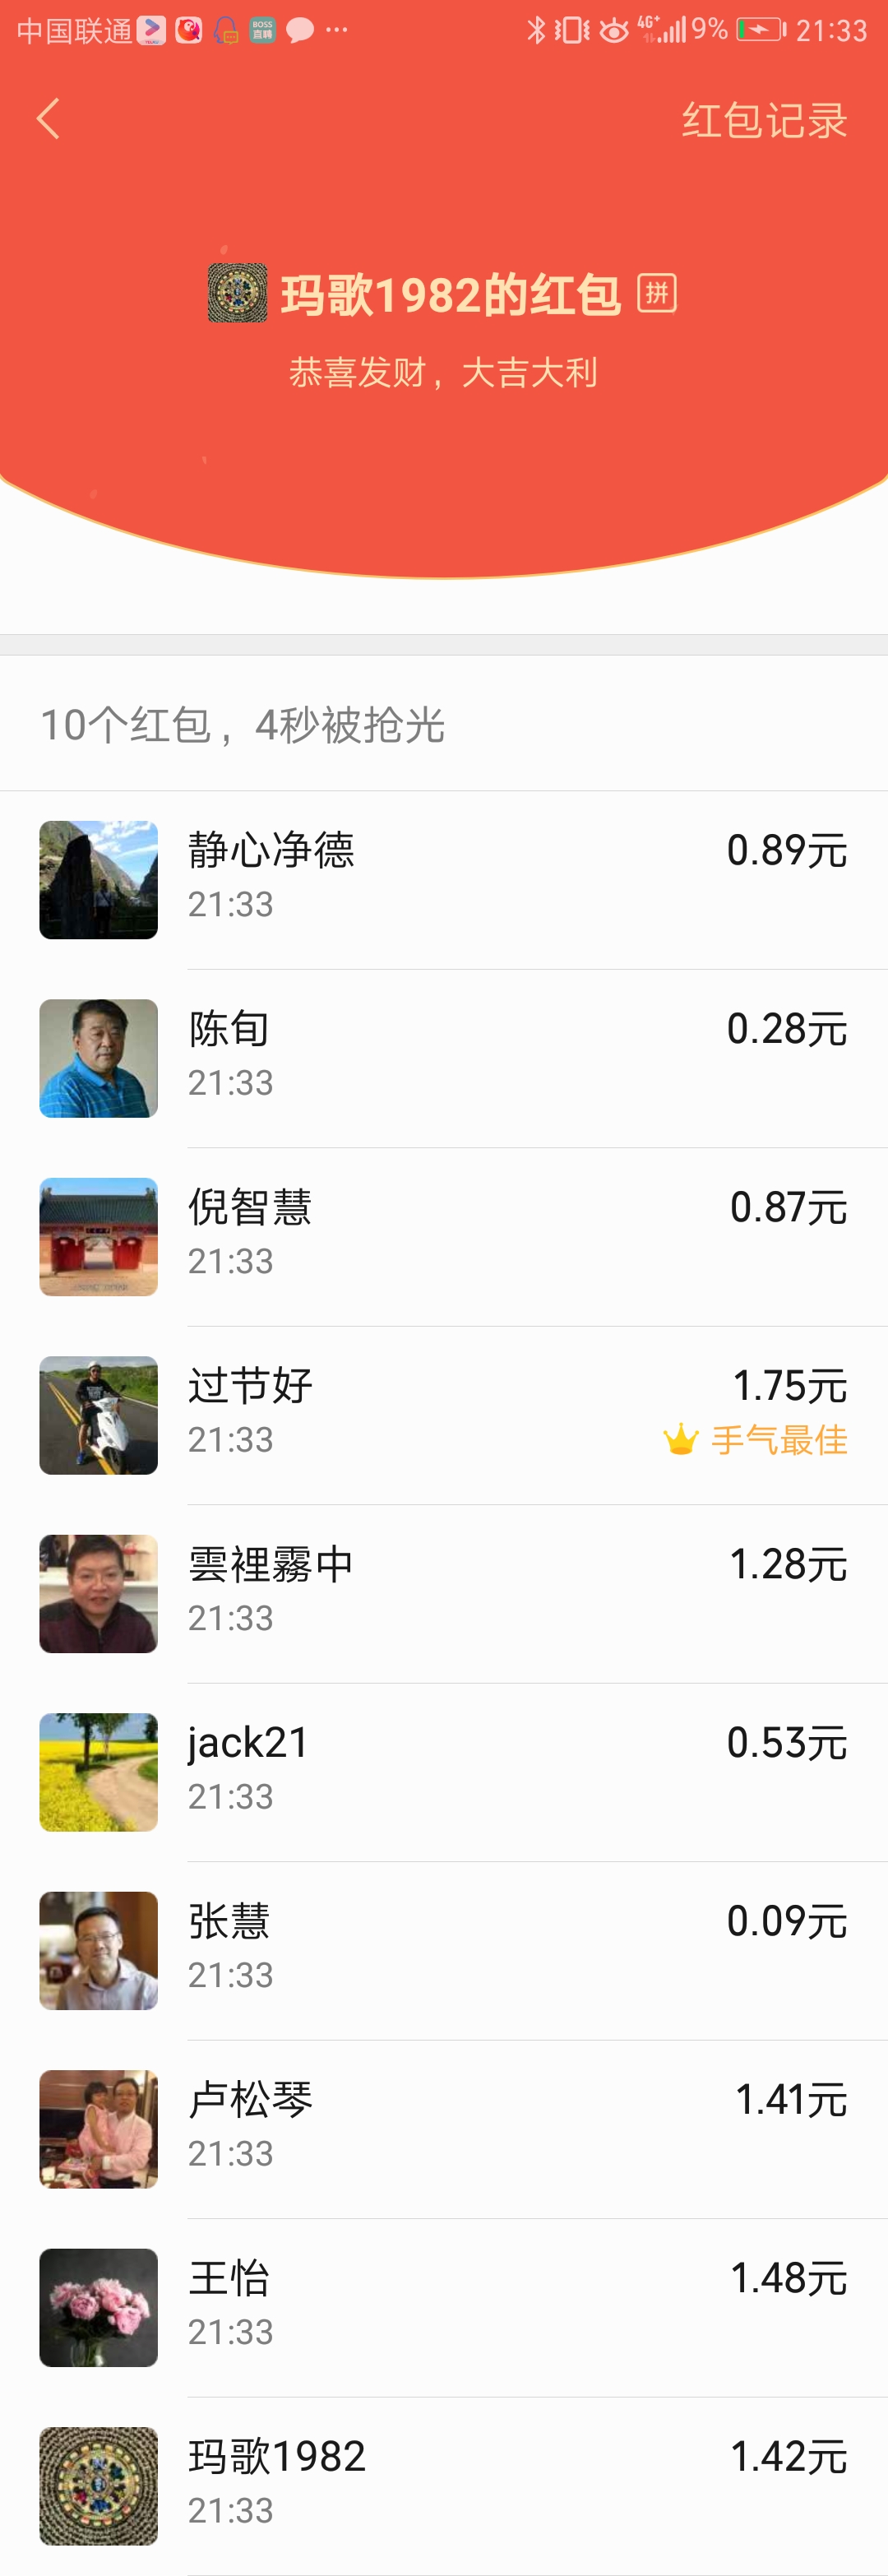 中国联通 BOSS直聘 ··· 4G+ 9% 21:33
红包记录
玛歌1982的红包 拼
恭喜发财，大吉大利
10个红包，4秒被抢光
静心净德 0.89元
21:33
陈旬 0.28元
21:33
倪智慧 0.87元
21:33
过节好 1.75元
21:33 手气最佳
雲裡霧中 1.28元
21:33
jack21 0.53元
21:33
张慧 0.09元
21:33
卢松琴 1.41元
21:33
王怡 1.48元
21:33
玛歌1982 1.42元
21:33